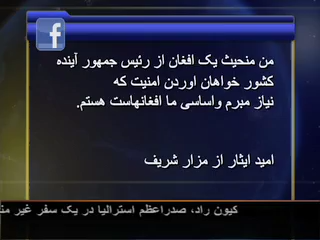 من منحیث یک افغان از رئیس جمهور آینده
کشور خواهان اوردن امنیت که
نیاز مبرم واساسی ما افغانهاست هستم.
امید ایثار از مزار شریف
کیون راد، صدراعظم استرالیا در یک سفر غیر